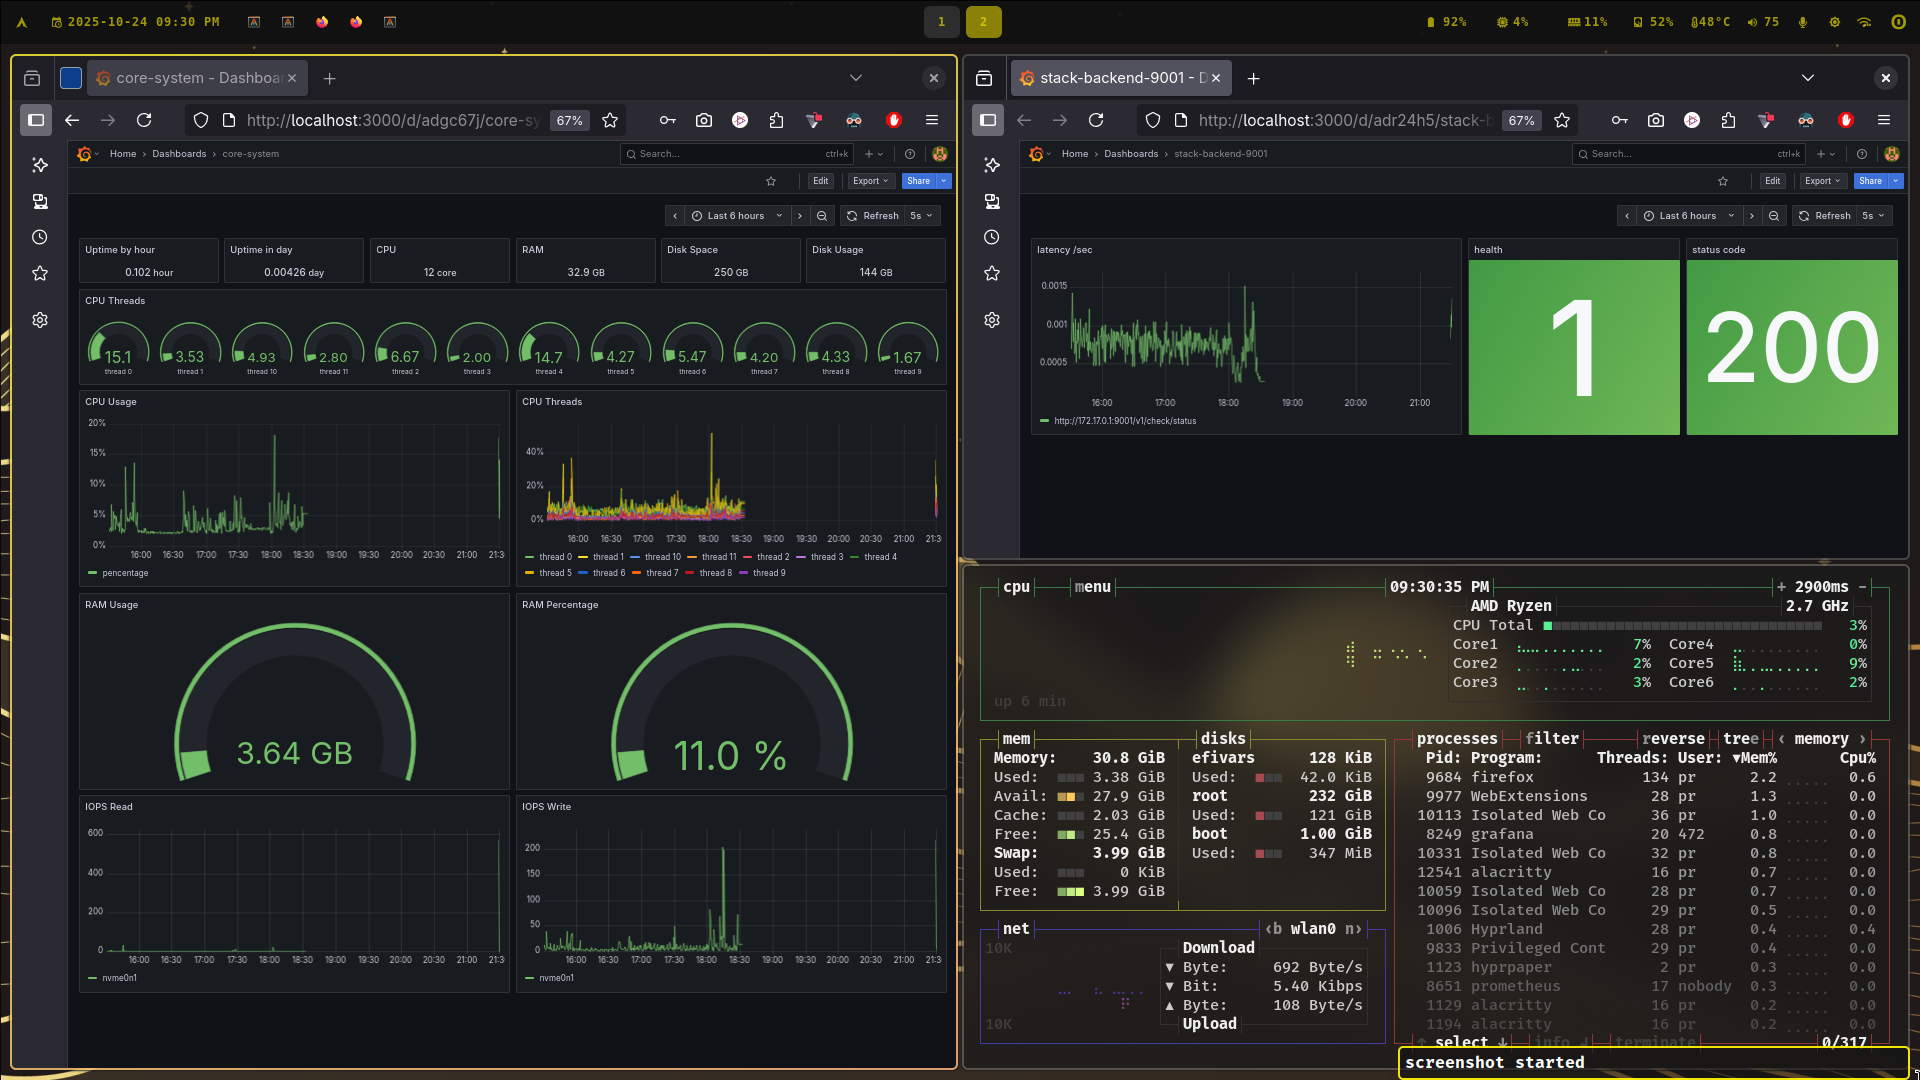 2025-10-24 09:30 PM
1
2
92%
4%
11%
52%
48°C
75
core-system - Dashboar
http://localhost:3000/d/adgc67j/core-sy
67%
Home › Dashboards › core-system
Search...
ctrl+k
Edit
Export
Share
Last 6 hours
Refresh
5s
Uptime by hour
0.102 hour
Uptime in day
0.00426 day
CPU
12 core
RAM
32.9 GB
Disk Space
250 GB
Disk Usage
144 GB
CPU Threads
15.1 3.53 4.93 2.80 6.67 2.00 14.7 4.27 5.47 4.20 4.33 1.67
thread 0 thread 1 thread 10 thread 11 thread 2 thread 3 thread 4 thread 5 thread 6 thread 7 thread 8 thread 9
CPU Usage
20%
15%
10%
5%
0%
16:00 16:30 17:00 17:30 18:00 18:30 19:00 19:30 20:00 20:30 21:00 21:3
percentage
CPU Threads
40%
20%
0%
16:00 16:30 17:00 17:30 18:00 18:30 19:00 19:30 20:00 20:30 21:00 21:3
thread 0 thread 1 thread 10 thread 11 thread 2 thread 3 thread 4
thread 5 thread 6 thread 7 thread 8 thread 9
RAM Usage
3.64 GB
RAM Percentage
11.0 %
IOPS Read
600
400
200
0
16:00 16:30 17:00 17:30 18:00 18:30 19:00 19:30 20:00 20:30 21:00 21:3
nvme0n1
IOPS Write
200
150
100
50
0
16:00 16:30 17:00 17:30 18:00 18:30 19:00 19:30 20:00 20:30 21:00 21:3
nvme0n1
stack-backend-9001 - D
http://localhost:3000/d/adr24h5/stack-b
67%
Home › Dashboards › stack-backend-9001
Search...
ctrl+k
Edit
Export
Share
Last 6 hours
Refresh
5s
latency /sec
0.0015
0.001
0.0005
16:00 17:00 18:00 19:00 20:00 21:00
http://172.17.0.1:9001/v1/check/status
health
1
status code
200
cpu menu 09:30:35 PM + 2900ms -
AMD Ryzen 2.7 GHz
CPU Total 3%
Core1 7% Core4 0%
Core2 2% Core5 9%
Core3 3% Core6 2%
up 6 min
mem
Memory: 30.8 GiB
Used: 3.38 GiB
Avail: 27.9 GiB
Cache: 2.03 GiB
Free: 25.4 GiB
Swap: 3.99 GiB
Used: 0 KiB
Free: 3.99 GiB
disks
efivars 128 KiB
Used: 42.0 KiB
root 232 GiB
Used: 121 GiB
boot 1.00 GiB
Used: 347 MiB
net <b wlan0 n>
10K
Download
▼ Byte: 692 Byte/s
▼ Bit: 5.40 Kibps
▲ Byte: 108 Byte/s
Upload
10K
processes filter reverse tree ‹ memory ›
Pid: Program: Threads: User: ▼Mem% Cpu%
9684 firefox 134 pr 2.2 0.6
9977 WebExtensions 28 pr 1.3 0.0
10113 Isolated Web Co 36 pr 1.0 0.0
8249 grafana 20 472 0.8 0.0
10331 Isolated Web Co 32 pr 0.8 0.0
12541 alacritty 16 pr 0.7 0.0
10059 Isolated Web Co 28 pr 0.7 0.0
10096 Isolated Web Co 29 pr 0.5 0.0
1006 Hyprland 28 pr 0.4 0.4
9833 Privileged Cont 29 pr 0.4 0.0
1123 hyprpaper 2 pr 0.3 0.0
8651 prometheus 17 nobody 0.3 0.0
1129 alacritty 16 pr 0.2 0.0
1194 alacritty 16 pr 0.2 0.0
↑ select ↓ info ↲ terminate 0/317
screenshot started